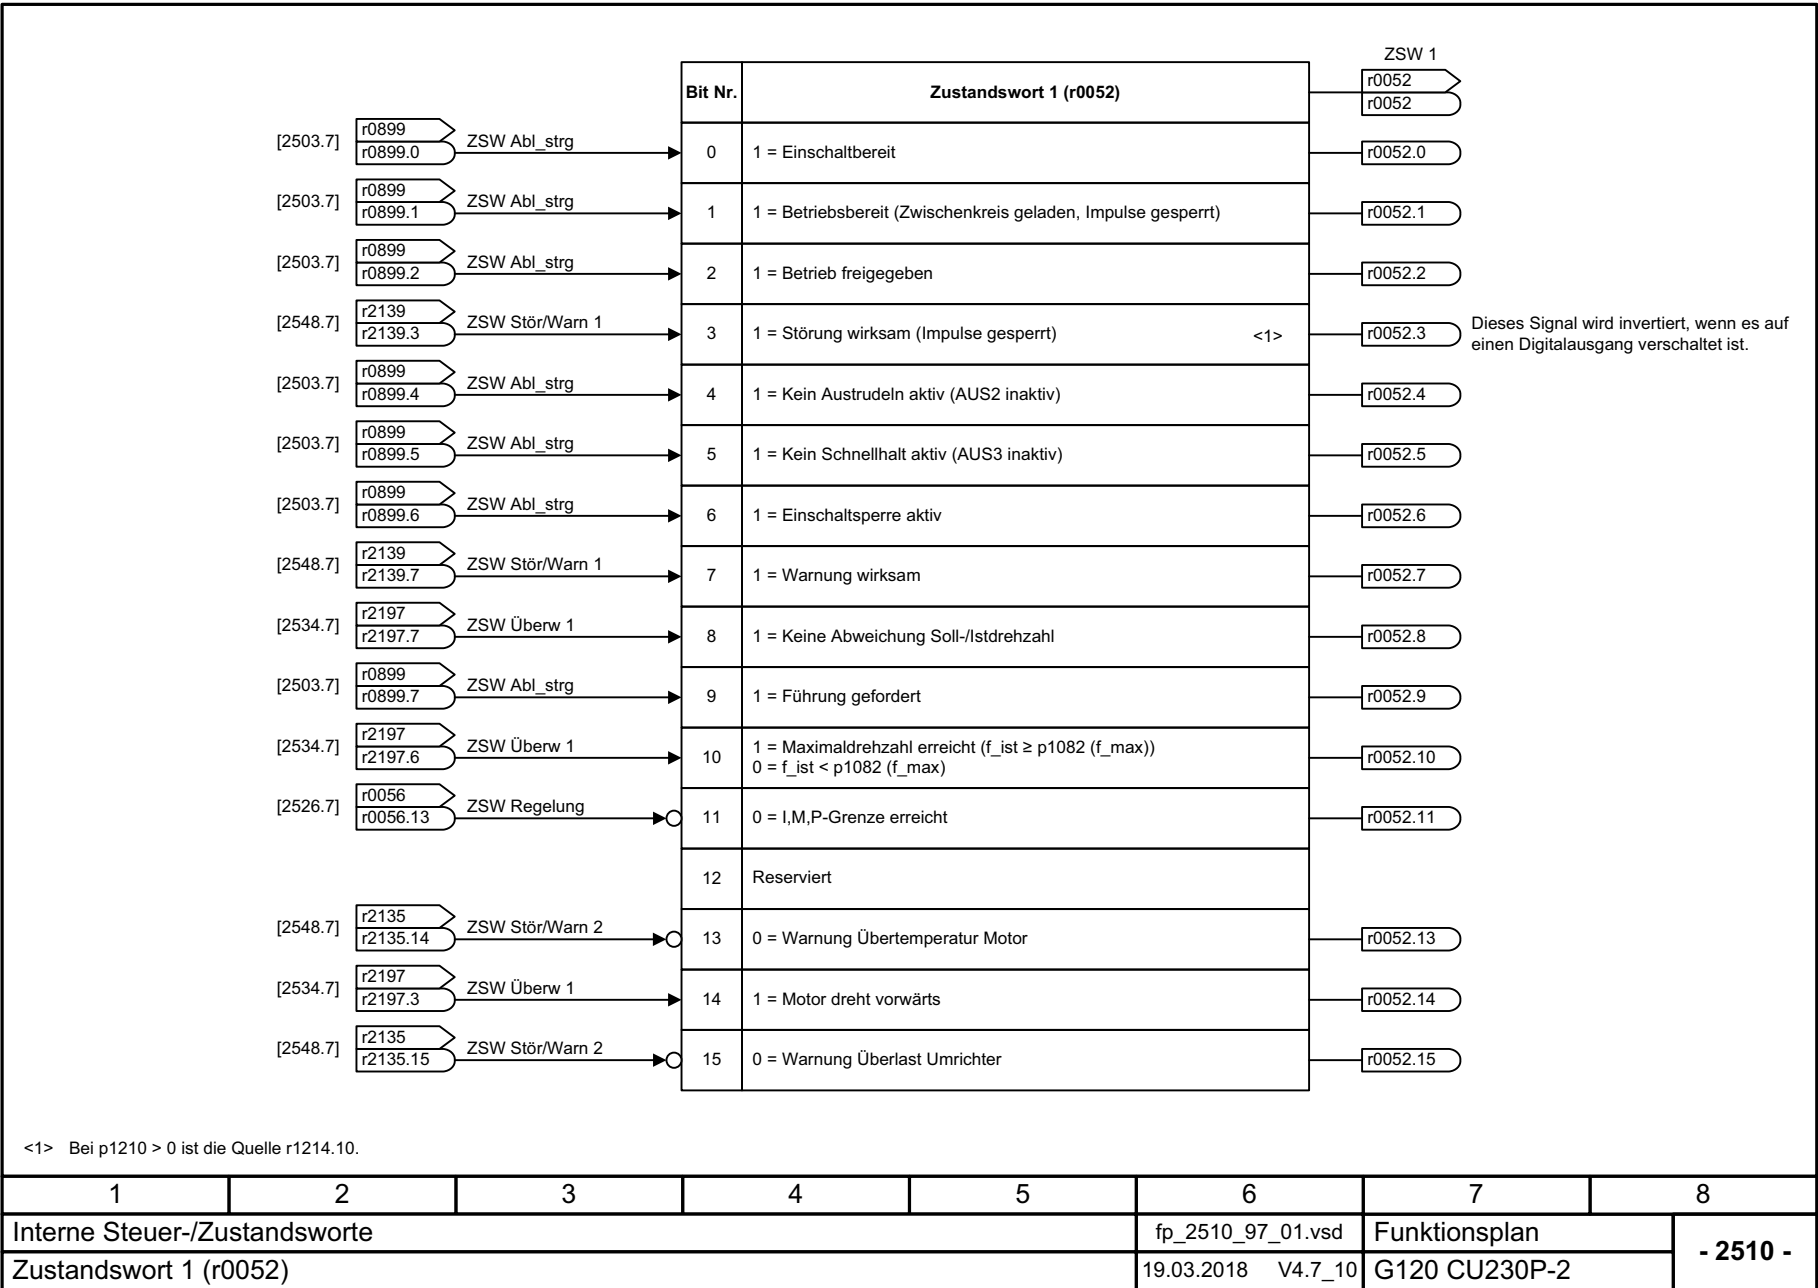 ZSW 1
Bit Nr. Zustandswort 1 (r0052) r0052
r0052
[2503.7] r0899 ZSW Abl_strg
r0899.0 0 1 = Einschaltbereit r0052.0
[2503.7] r0899 ZSW Abl_strg
r0899.1 1 1 = Betriebsbereit (Zwischenkreis geladen, Impulse gesperrt) r0052.1
[2503.7] r0899 ZSW Abl_strg
r0899.2 2 1 = Betrieb freigegeben r0052.2
[2548.7] r2139 ZSW Stör/Warn 1
r2139.3 3 1 = Störung wirksam (Impulse gesperrt) <1> r0052.3 Dieses Signal wird invertiert, wenn es auf
einen Digitalausgang verschaltet ist.
[2503.7] r0899 ZSW Abl_strg
r0899.4 4 1 = Kein Austrudeln aktiv (AUS2 inaktiv) r0052.4
[2503.7] r0899 ZSW Abl_strg
r0899.5 5 1 = Kein Schnellhalt aktiv (AUS3 inaktiv) r0052.5
[2503.7] r0899 ZSW Abl_strg
r0899.6 6 1 = Einschaltsperre aktiv r0052.6
[2548.7] r2139 ZSW Stör/Warn 1
r2139.7 7 1 = Warnung wirksam r0052.7
[2534.7] r2197 ZSW Überw 1
r2197.7 8 1 = Keine Abweichung Soll-/Istdrehzahl r0052.8
[2503.7] r0899 ZSW Abl_strg
r0899.7 9 1 = Führung gefordert r0052.9
[2534.7] r2197 ZSW Überw 1
r2197.6 10 1 = Maximaldrehzahl erreicht (f_ist ≥ p1082 (f_max)) r0052.10
0 = f_ist < p1082 (f_max)
[2526.7] r0056 ZSW Regelung
r0056.13 11 0 = I,M,P-Grenze erreicht r0052.11
12 Reserviert
[2548.7] r2135 ZSW Stör/Warn 2
r2135.14 13 0 = Warnung Übertemperatur Motor r0052.13
[2534.7] r2197 ZSW Überw 1
r2197.3 14 1 = Motor dreht vorwärts r0052.14
[2548.7] r2135 ZSW Stör/Warn 2
r2135.15 15 0 = Warnung Überlast Umrichter r0052.15
<1> Bei p1210 > 0 ist die Quelle r1214.10.
1 2 3 4 5 6 7 8
Interne Steuer-/Zustandsworte fp_2510_97_01.vsd Funktionsplan - 2510 -
Zustandswort 1 (r0052) 19.03.2018 V4.7_10 G120 CU230P-2